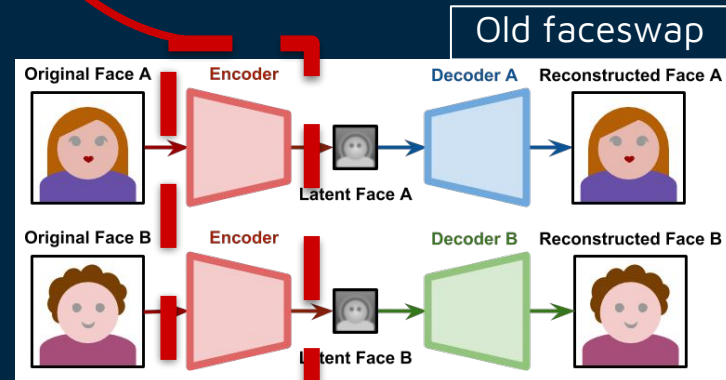 Old faceswap
Original Face A
Encoder
Decoder A
Reconstructed Face A
Latent Face A
Original Face B
Encoder
Decoder B
Reconstructed Face B
Latent Face B